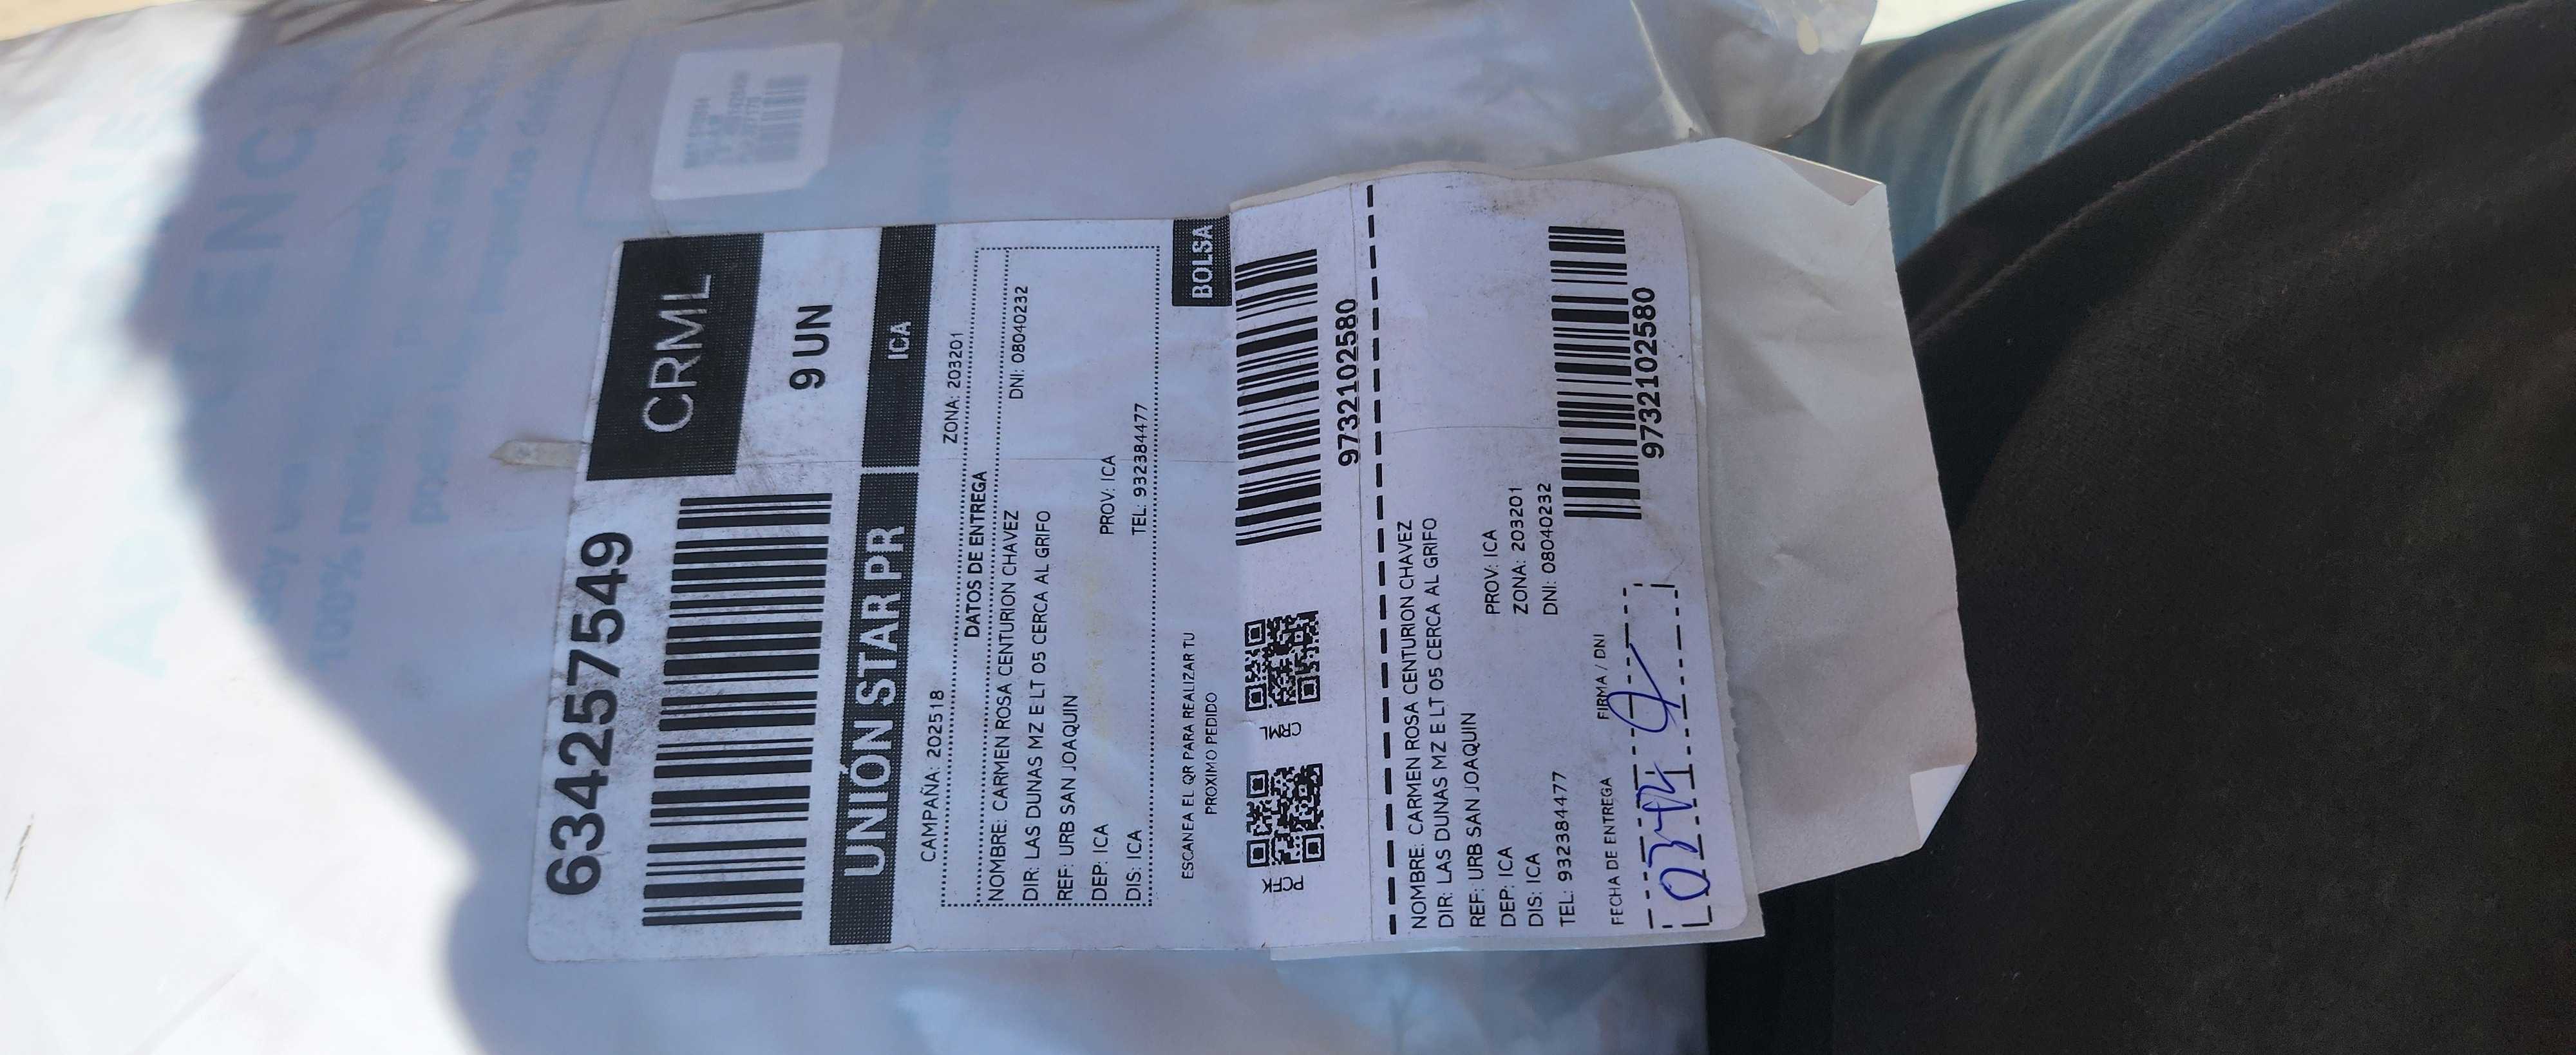 634257549
CRML
9 UN
UNIÓN STAR PR
ICA
CAMPAÑA: 202518
ZONA: 203201
DATOS DE ENTREGA
NOMBRE: CARMEN ROSA CENTURION CHAVEZ
DNI: 08040232
DIR: LAS DUNAS MZ E LT 05 CERCA AL GRIFO
REF: URB SAN JOAQUIN
DEP: ICA
PROV: ICA
DIS: ICA
TEL: 932384477
ESCANEA EL QR PARA REALIZAR TU
PROXIMO PEDIDO
BOLSA
PCFK
CRML
9732102580
NOMBRE: CARMEN ROSA CENTURION CHAVEZ
DIR: LAS DUNAS MZ E LT 05 CERCA AL GRIFO
REF: URB SAN JOAQUIN
DEP: ICA
PROV: ICA
DIS: ICA
ZONA: 203201
TEL: 932384477
DNI: 08040232
9732102580
FECHA DE ENTREGA
FIRMA / DNI